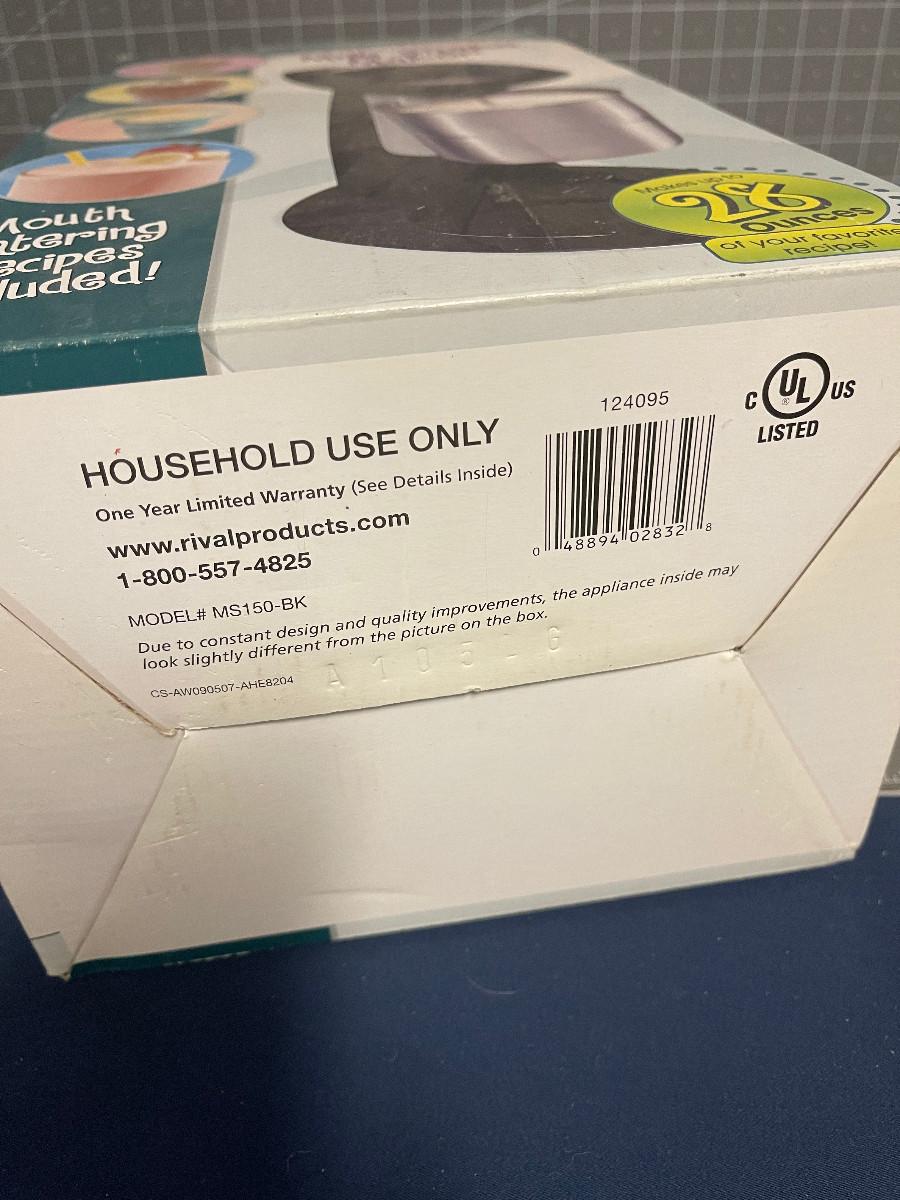 Mouth
Recipes
Makes up to
26
ounces
of your favorite
recipe!
HOUSEHOLD USE ONLY
One Year Limited Warranty (See Details Inside)
www.rivalproducts.com
1-800-557-4825
MODEL# MS150-BK
Due to constant design and quality improvements, the appliance inside may
look slightly different from the picture on the box.
CS-AW090507-AHE8204
A105-G
124095
0 48894 02832 8
C UL® US
LISTED